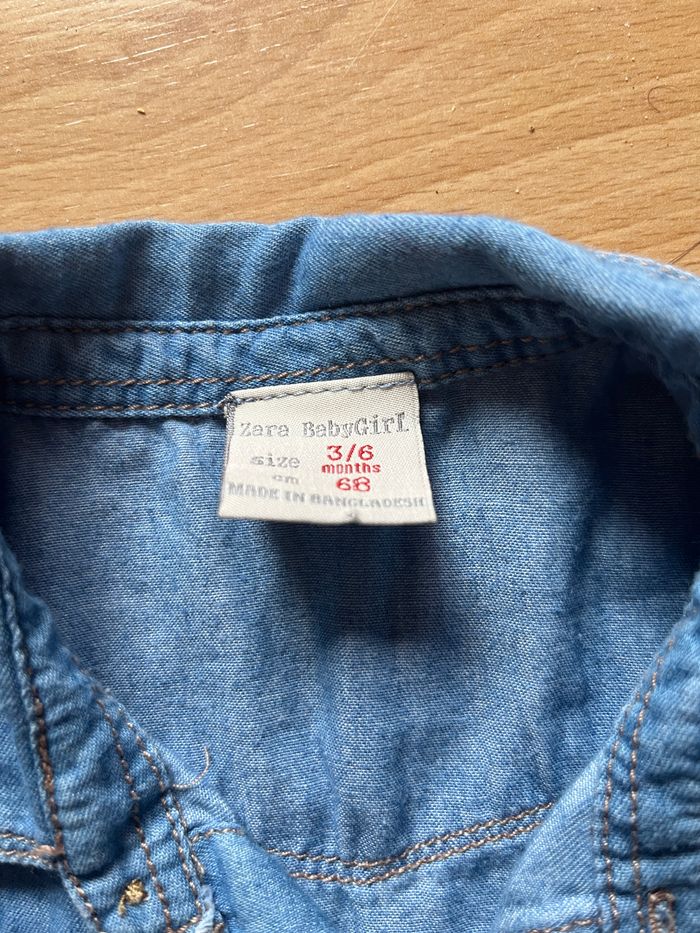 Zara BabyGirl
size 3/6
months
cm 68
MADE IN BANGLADESH